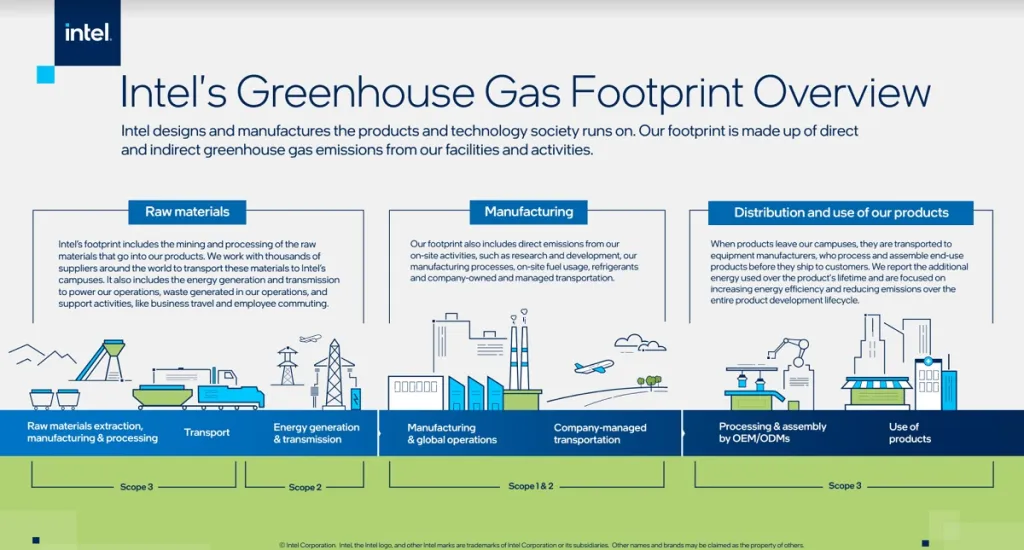 intel.
Intel's Greenhouse Gas Footprint Overview
Intel designs and manufactures the products and technology society runs on. Our footprint is made up of direct
and indirect greenhouse gas emissions from our facilities and activities.
Raw materials
Intel's footprint includes the mining and processing of the raw
materials that go into our products. We work with thousands of
suppliers around the world to transport these materials to Intel's
campuses. It also includes the energy generation and transmission
to power our operations, waste generated in our operations, and
support activities, like business travel and employee commuting.
Manufacturing
Our footprint also includes direct emissions from our
on-site activities, such as research and development, our
manufacturing processes, on-site fuel usage, refrigerants
and company-owned and managed transportation.
Distribution and use of our products
When products leave our campuses, they are transported to
equipment manufacturers, who process and assemble end-use
products before they ship to customers. We report the additional
energy used over the product's lifetime and are focused on
increasing energy efficiency and reducing emissions over the
entire product development lifecycle.
Raw materials extraction,
manufacturing & processing
Transport
Energy generation
& transmission
Manufacturing
& global operations
Company-managed
transportation
Processing & assembly
by OEM/ODMs
Use of
products
Scope 3
Scope 2
Scope 1 & 2
Scope 3
© Intel Corporation. Intel, the Intel logo, and other Intel marks are trademarks of Intel Corporation or its subsidiaries. Other names and brands may be claimed as the property of others.